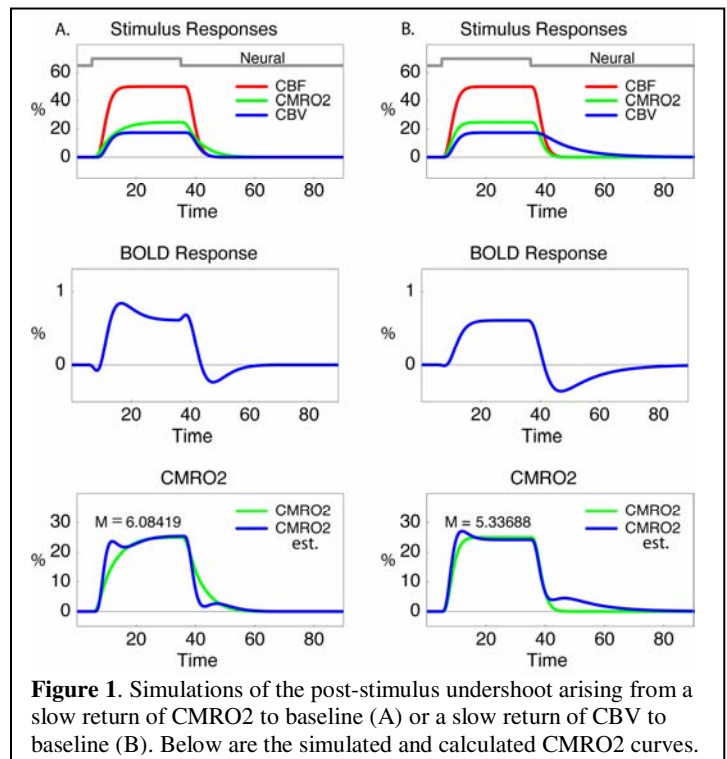 A. Stimulus Responses
Neural
60
CBF
CMRO2
CBV
40
%
20
0
20 40 60 80
Time
BOLD Response
1
%
0
20 40 60 80
Time
CMRO2
CMRO2
CMRO2
est.
M = 6.08419
30
20
%
10
0
20 40 60 80
Time
B. Stimulus Responses
Neural
60
CBF
CMRO2
CBV
40
%
20
0
20 40 60 80
Time
BOLD Response
1
%
0
20 40 60 80
Time
CMRO2
CMRO2
CMRO2
est.
M = 5.33688
30
20
%
10
0
20 40 60 80
Time
Figure 1. Simulations of the post-stimulus undershoot arising from a
slow return of CMRO2 to baseline (A) or a slow return of CBV to
baseline (B). Below are the simulated and calculated CMRO2 curves.